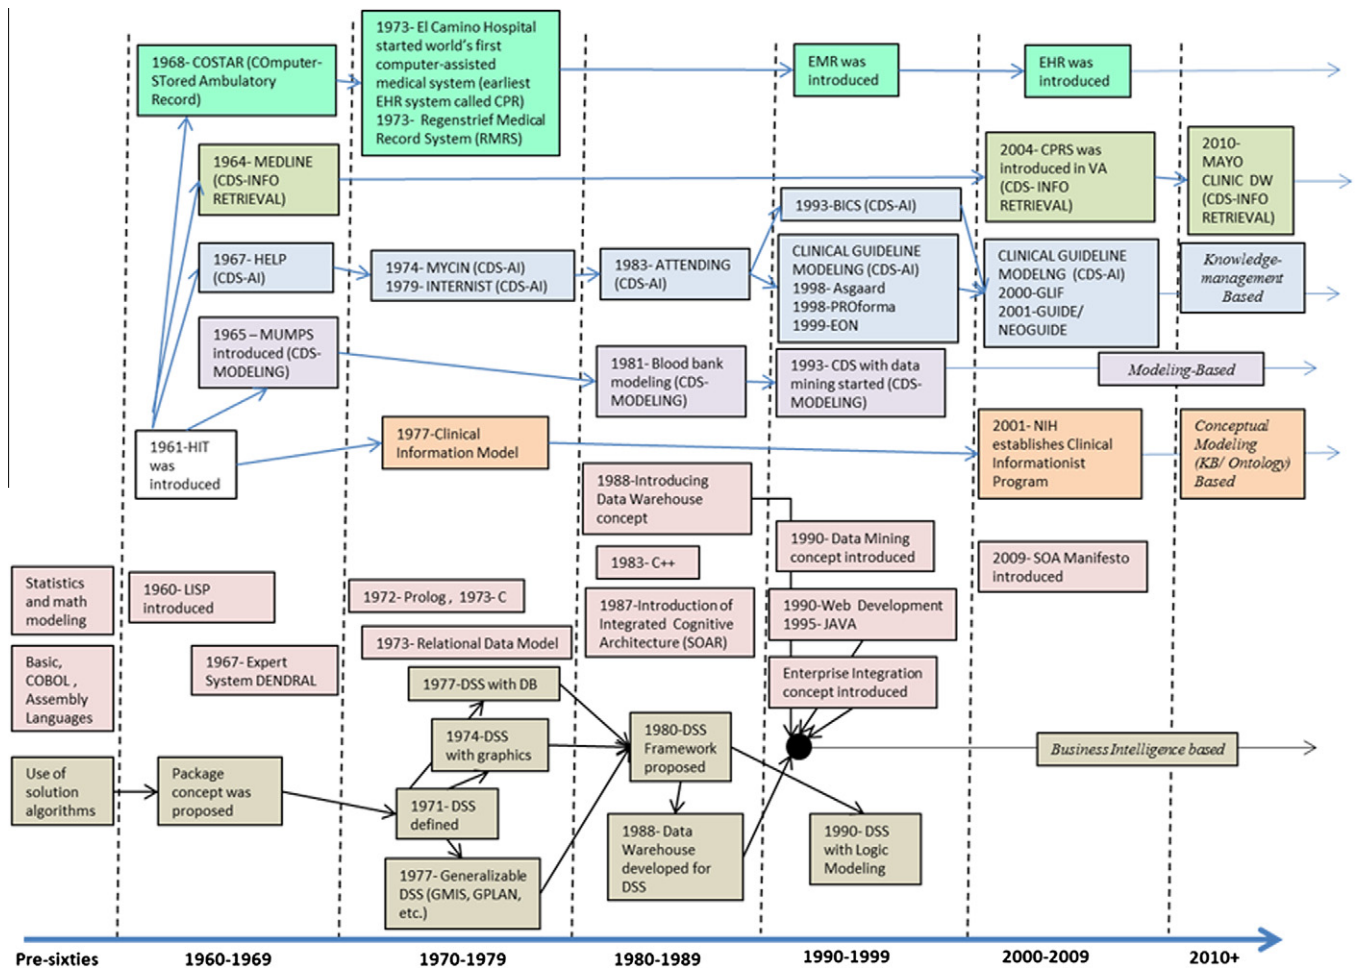 1968- COSTAR (COmputer-
STored Ambulatory
Record)
1973- El Camino Hospital
started world's first
computer-assisted
medical system (earliest
EHR system called CPR)
1973- Regenstrief Medical
Record System (RMRS)
EMR was
introduced
EHR was
introduced
1964- MEDLINE
(CDS-INFO
RETRIEVAL)
2004- CPRS was
introduced in VA
(CDS- INFO
RETRIEVAL)
2010-
MAYO
CLINIC DW
(CDS-INFO
RETRIEVAL)
1967- HELP
(CDS-AI)
1974- MYCIN (CDS-AI)
1979- INTERNIST (CDS-AI)
1983- ATTENDING
(CDS-AI)
1993-BICS (CDS-AI)
CLINICAL GUIDELINE
MODELING (CDS-AI)
1998- Asgaard
1998-PROforma
1999-EON
CLINICAL GUIDELINE
MODELNG (CDS-AI)
2000-GLIF
2001-GUIDE/
NEOGUIDE
Knowledge-
management
Based
1965 – MUMPS
introduced (CDS-
MODELING)
1981- Blood bank
modeling (CDS-
MODELING)
1993- CDS with data
mining started (CDS-
MODELING)
Modeling-Based
1961-HIT
was
introduced
1977-Clinical
Information Model
2001- NIH
establishes Clinical
Informationist
Program
Conceptual
Modeling
(KB/ Ontology)
Based
1988-Introducing
Data Warehouse
concept
1990- Data Mining
concept introduced
2009- SOA Manifesto
introduced
Statistics
and math
modeling
1960- LISP
introduced
1972- Prolog , 1973- C
1983- C++
1987-Introduction of
Integrated Cognitive
Architecture (SOAR)
1990-Web Development
1995- JAVA
1973- Relational Data Model
Basic,
COBOL ,
Assembly
Languages
1967- Expert
System DENDRAL
Enterprise Integration
concept introduced
1977-DSS with DB
1974-DSS
with graphics
1980-DSS
Framework
proposed
Business Intelligence based
Use of
solution
algorithms
Package
concept was
proposed
1971- DSS
defined
1988- Data
Warehouse
developed for
DSS
1990- DSS
with Logic
Modeling
1977- Generalizable
DSS (GMIS, GPLAN,
etc.)
Pre-sixties
1960-1969
1970-1979
1980-1989
1990-1999
2000-2009
2010+